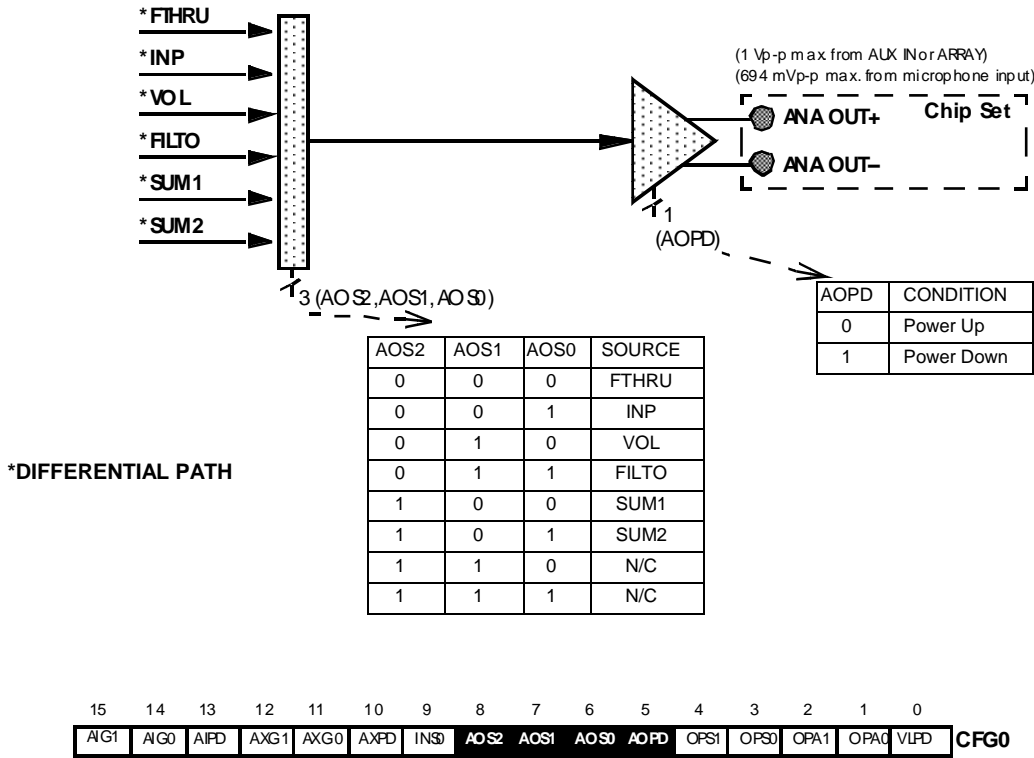 *FTHRU
*INP
*VOL
*FILTO
*SUM1
*SUM2
(1 Vp-p max. from AUX IN or ARRAY)
(694 mVp-p max. from microphone input)
Chip Set
ANA OUT+
ANA OUT–
1
(AOPD)
3 (AOS2,AOS1,AOS0)
AOPD CONDITION
0 Power Up
1 Power Down
AOS2 AOS1 AOS0 SOURCE
0 0 0 FTHRU
0 0 1 INP
0 1 0 VOL
0 1 1 FILTO
1 0 0 SUM1
1 0 1 SUM2
1 1 0 N/C
1 1 1 N/C
*DIFFERENTIAL PATH
15 14 13 12 11 10 9 8 7 6 5 4 3 2 1 0
AIG1 AIG0 AIPD AXG1 AXG0 AXPD INS0 AOS2 AOS1 AOS0 AOPD OPS1 OPS0 OPA1 OPA0 VLPD CFG0